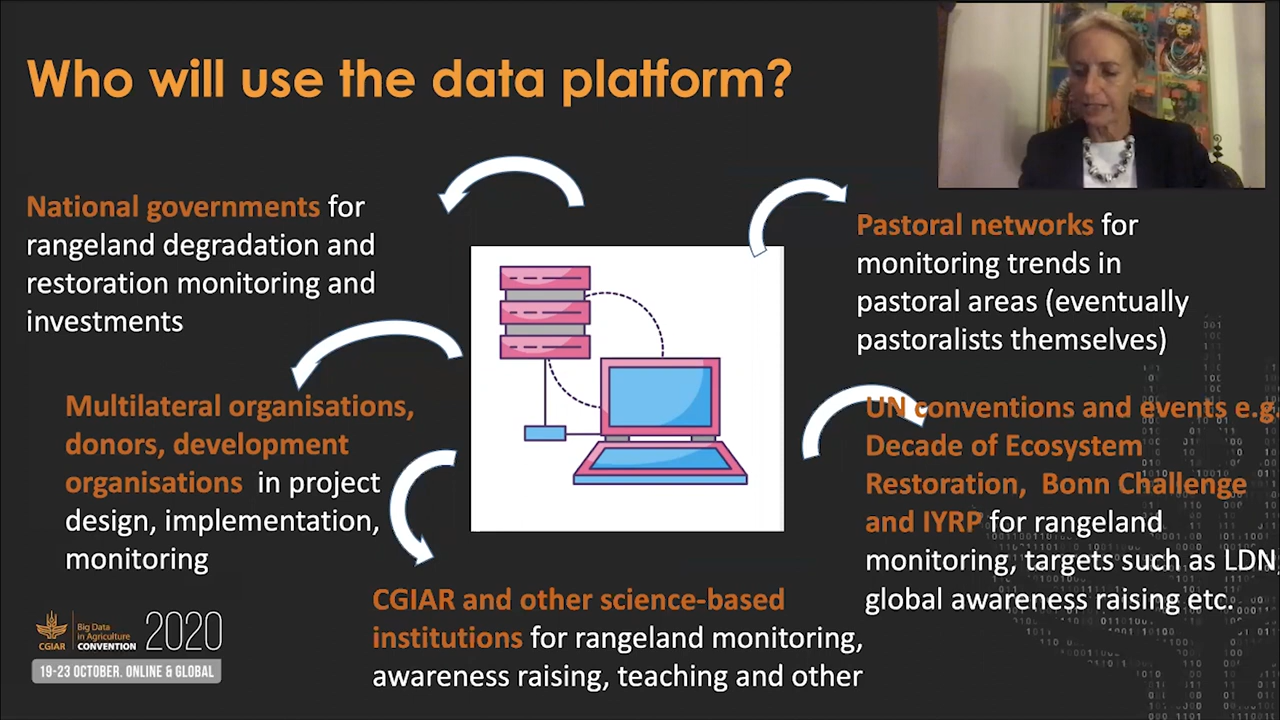 Who will use the data platform?
National governments for
rangeland degradation and
restoration monitoring and
investments
Multilateral organisations,
donors, development
organisations in project
design, implementation,
monitoring
CGIAR and other science-based
institutions for rangeland monitoring,
awareness raising, teaching and other
Pastoral networks for
monitoring trends in
pastoral areas (eventually
pastoralists themselves)
UN conventions and events e.g.
Decade of Ecosystem
Restoration, Bonn Challenge
and IYRP for rangeland
monitoring, targets such as LDN,
global awareness raising etc.
CGIAR
Big Data
in Agriculture
CONVENTION
2020
19-23 OCTOBER. ONLINE & GLOBAL